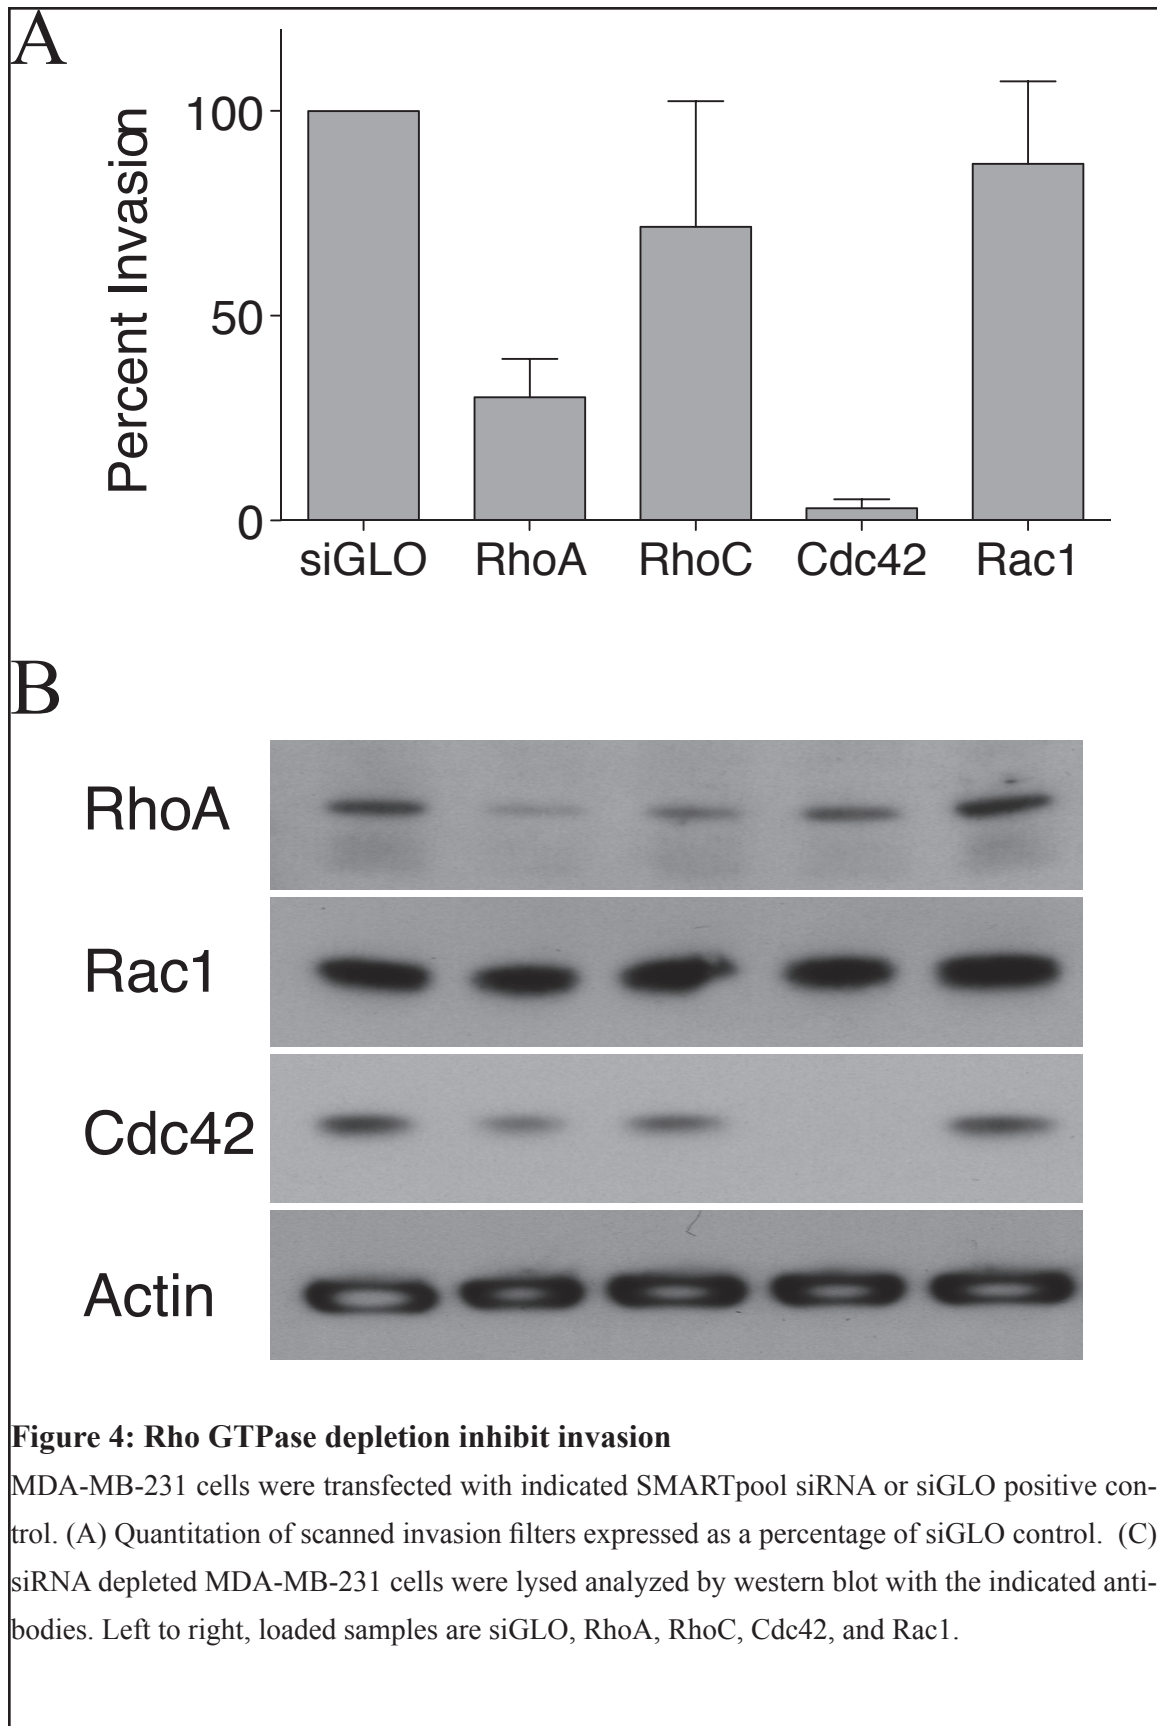 A
100
50
0
Percent Invasion
siGLO RhoA RhoC Cdc42 Rac1
B
RhoA
Rac1
Cdc42
Actin
Figure 4: Rho GTPase depletion inhibit invasion
MDA-MB-231 cells were transfected with indicated SMARTpool siRNA or siGLO positive con-
trol. (A) Quantitation of scanned invasion filters expressed as a percentage of siGLO control. (C)
siRNA depleted MDA-MB-231 cells were lysed analyzed by western blot with the indicated anti-
bodies. Left to right, loaded samples are siGLO, RhoA, RhoC, Cdc42, and Rac1.